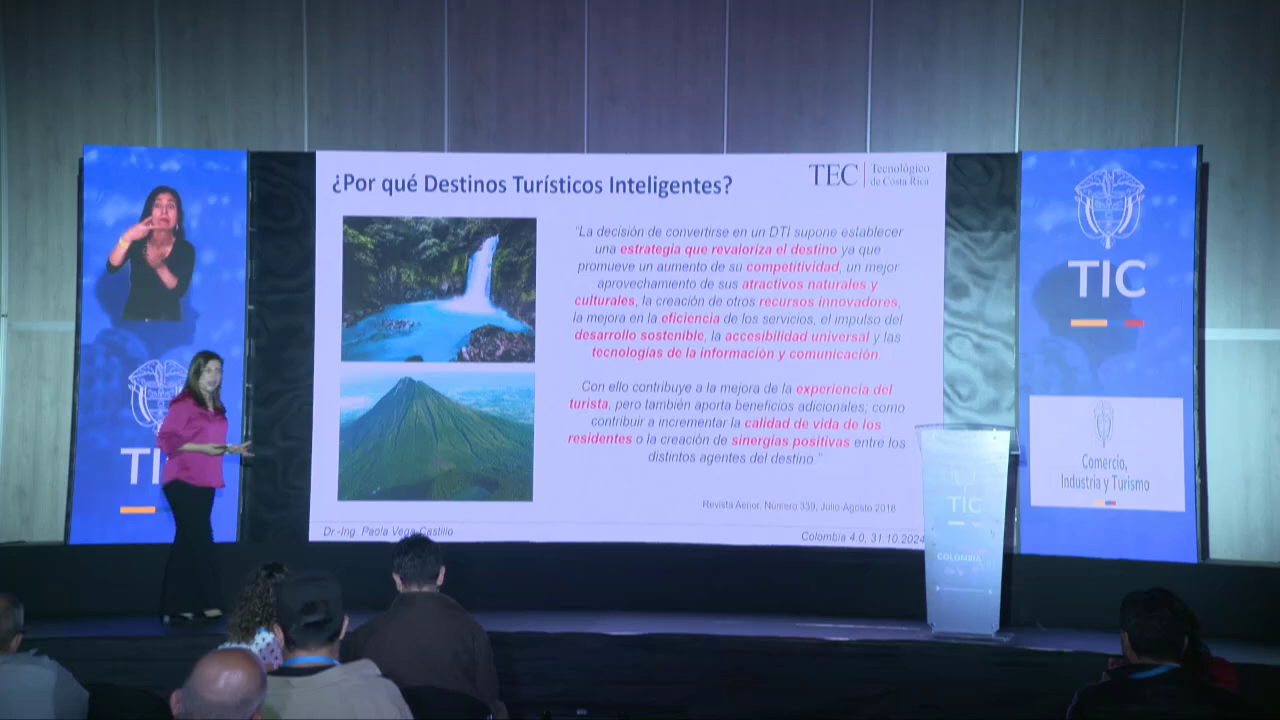 ¿Por qué Destinos Turísticos Inteligentes?
TEC
Tecnológico
de Costa Rica
“La decisión de convertirse en un DTI supone establecer
una estrategia que revaloriza el destino ya que
promueve un aumento de su competitividad, un mejor
aprovechamiento de sus atractivos naturales y
culturales, la creación de otros recursos innovadores,
la mejora en la eficiencia de los servicios, el impulso del
desarrollo sostenible, la accesibilidad universal y las
tecnologías de la información y comunicación.
Con ello contribuye a la mejora de la experiencia del
turista, pero también aporta beneficios adicionales, como
contribuir a incrementar la calidad de vida de los
residentes o la creación de sinergias positivas entre los
distintos agentes del destino.”
Revista Aenor. Número 339, Julio-Agosto 2018
Dr.-Ing. Paola Vega-Castillo
Colombia 4.0, 31.10.2024
TI
TIC
Comercio,
Industria y Turismo
TIC
COLOMBIA